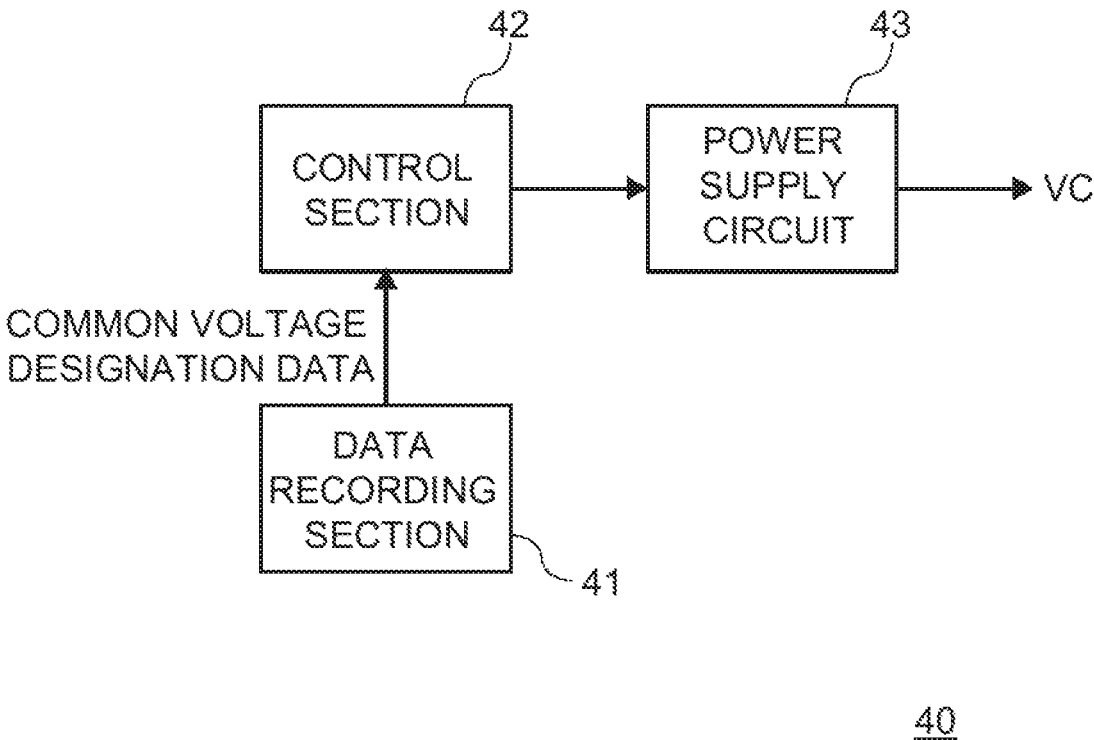 42
43
CONTROL
SECTION
POWER
SUPPLY
CIRCUIT
VC
COMMON VOLTAGE
DESIGNATION DATA
DATA
RECORDING
SECTION
41
40